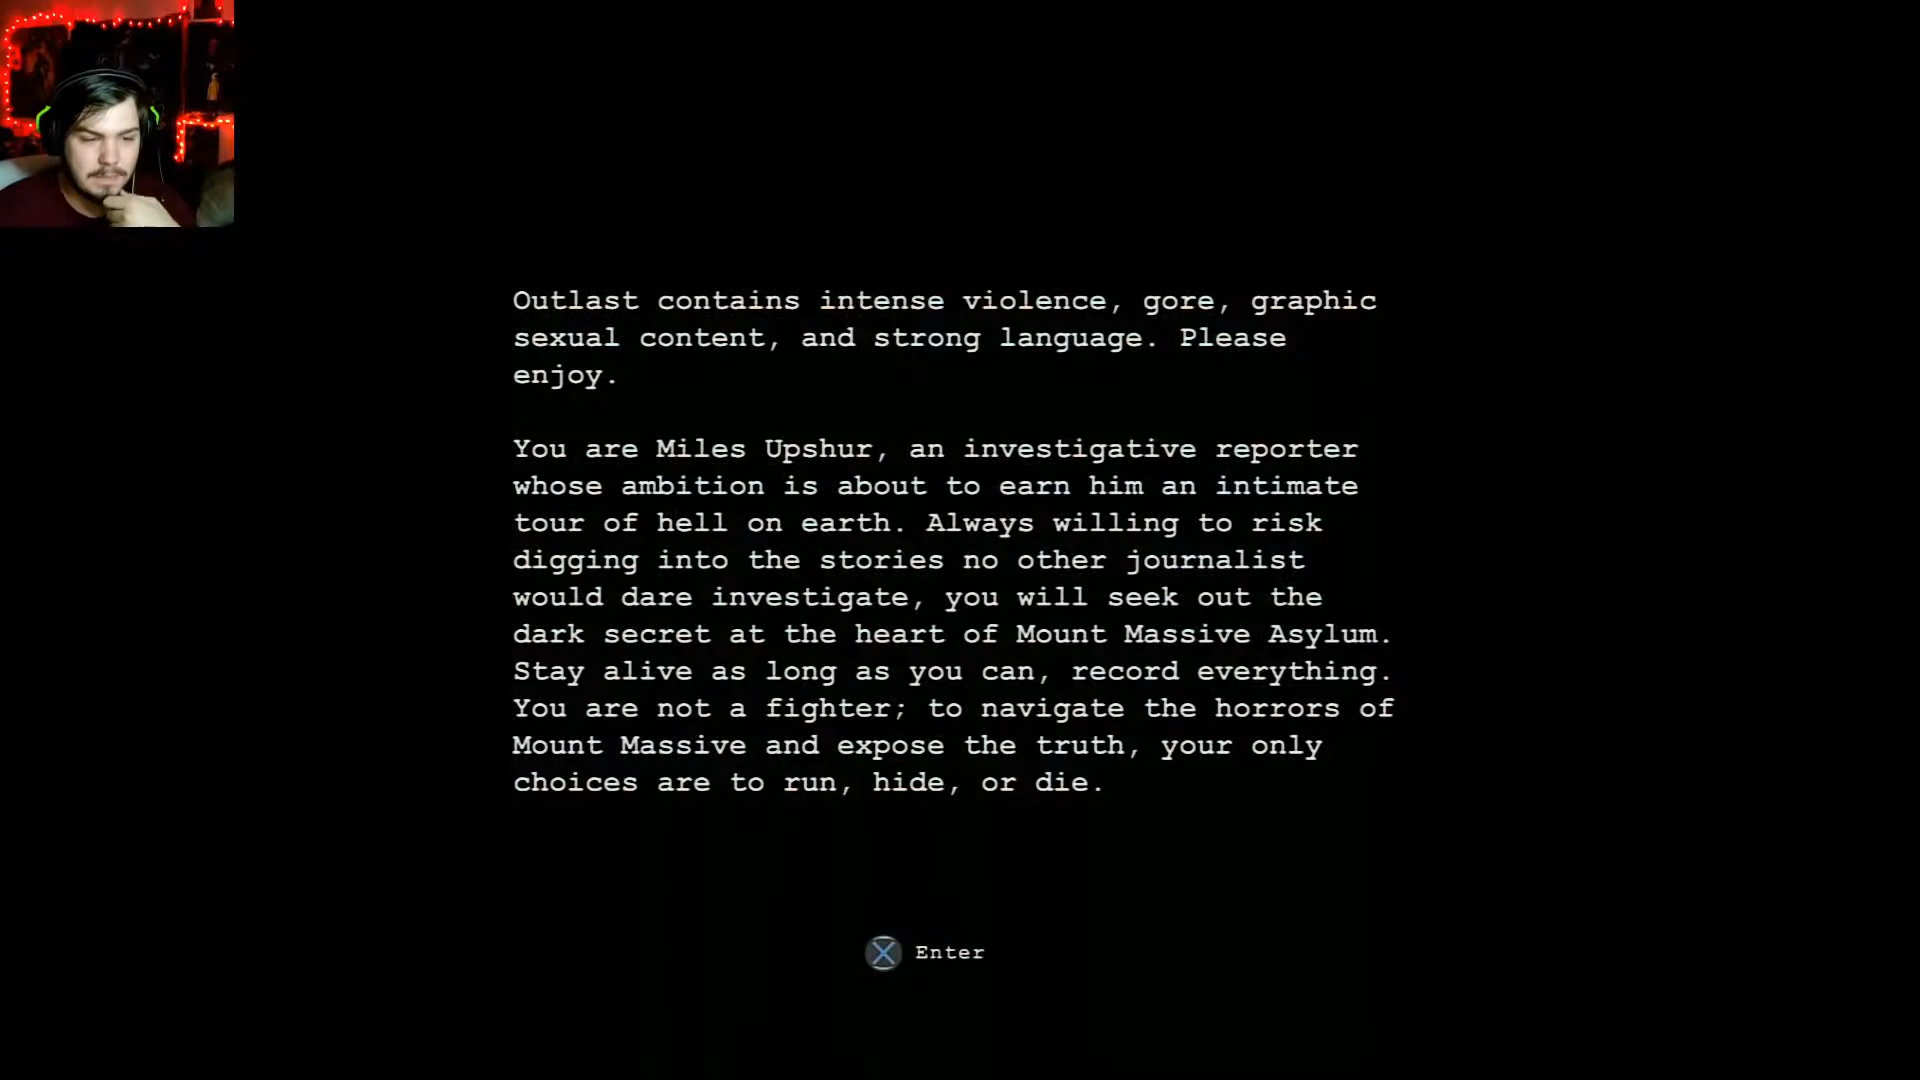 Outlast contains intense violence, gore, graphic
sexual content, and strong language. Please
enjoy.
You are Miles Upshur, an investigative reporter
whose ambition is about to earn him an intimate
tour of hell on earth. Always willing to risk
digging into the stories no other journalist
would dare investigate, you will seek out the
dark secret at the heart of Mount Massive Asylum.
Stay alive as long as you can, record everything.
You are not a fighter; to navigate the horrors of
Mount Massive and expose the truth, your only
choices are to run, hide, or die.
Enter